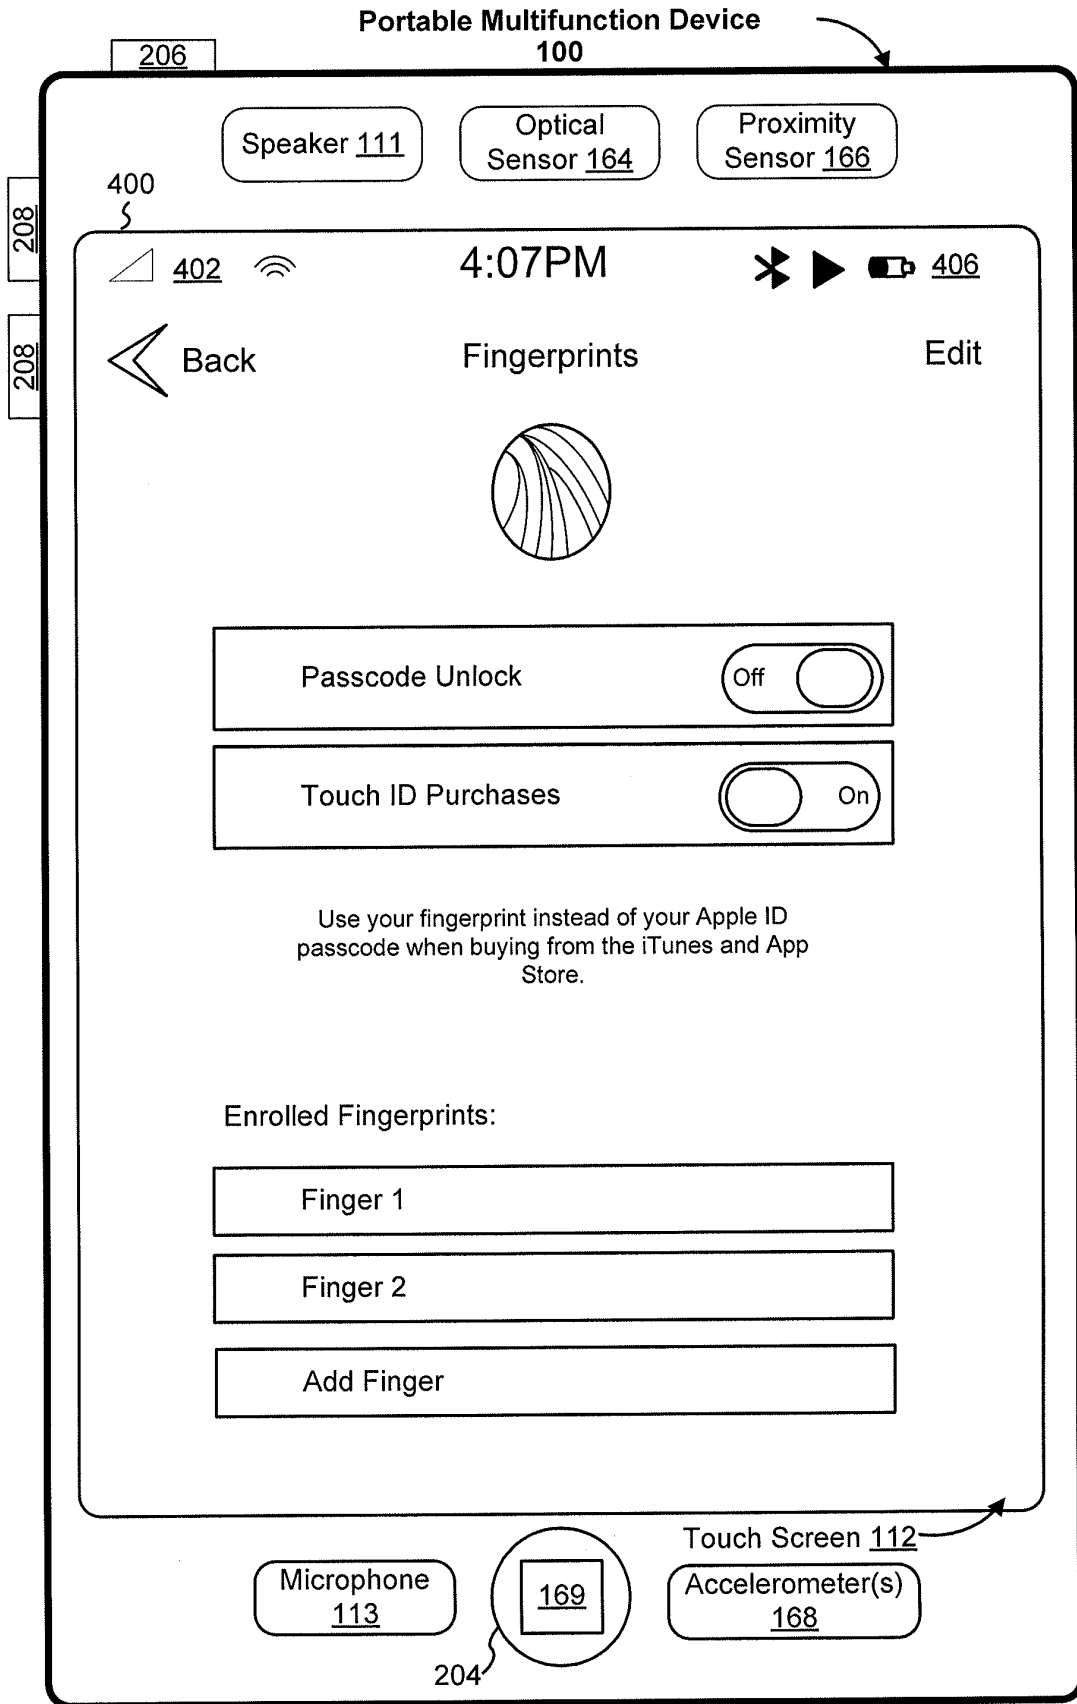 Portable Multifunction Device
100
206
Speaker 111
Optical
Sensor 164
Proximity
Sensor 166
400
208
402
4:07PM
406
208
Back
Fingerprints
Edit
Passcode Unlock
Off
Touch ID Purchases
On
Use your fingerprint instead of your Apple ID
passcode when buying from the iTunes and App
Store.
Enrolled Fingerprints:
Finger 1
Finger 2
Add Finger
Touch Screen 112
Microphone
113
169
Accelerometer(s)
168
204